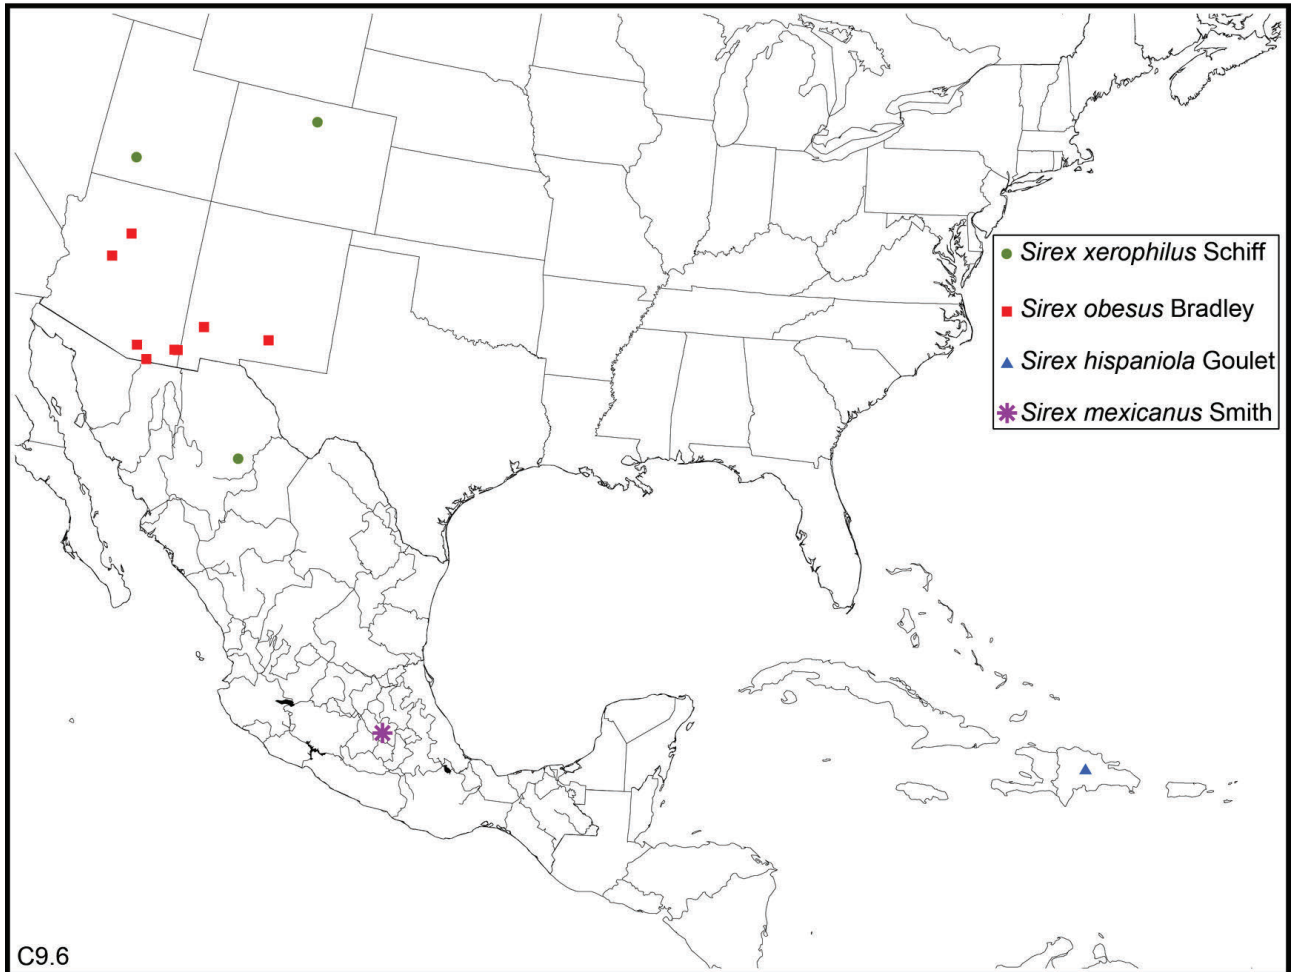 Sirex xerophilus Schiff
Sirex obesus Bradley
Sirex hispaniola Goulet
Sirex mexicanus Smith
C9.6